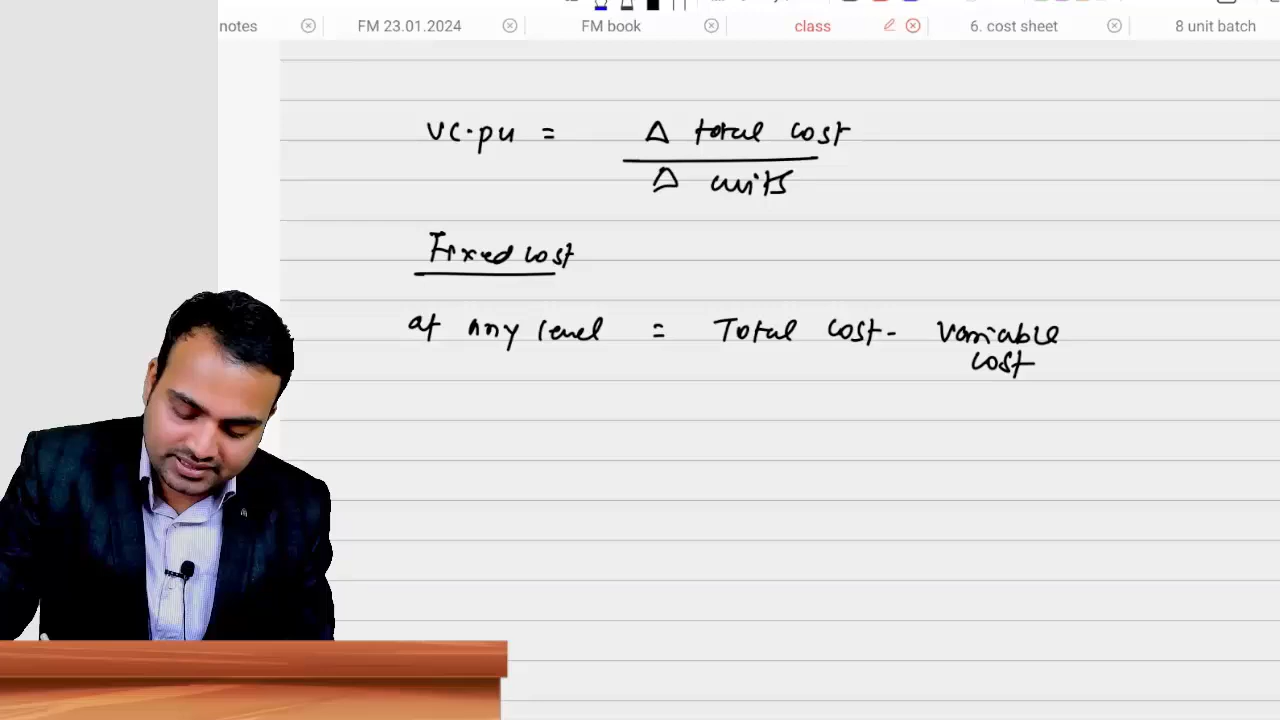 notes FM 23.01.2024 FM book class 6. cost sheet 8 unit batch
VC.pu = Δ total cost
Δ units
Fixed cost
at any level = Total cost - variable
cost